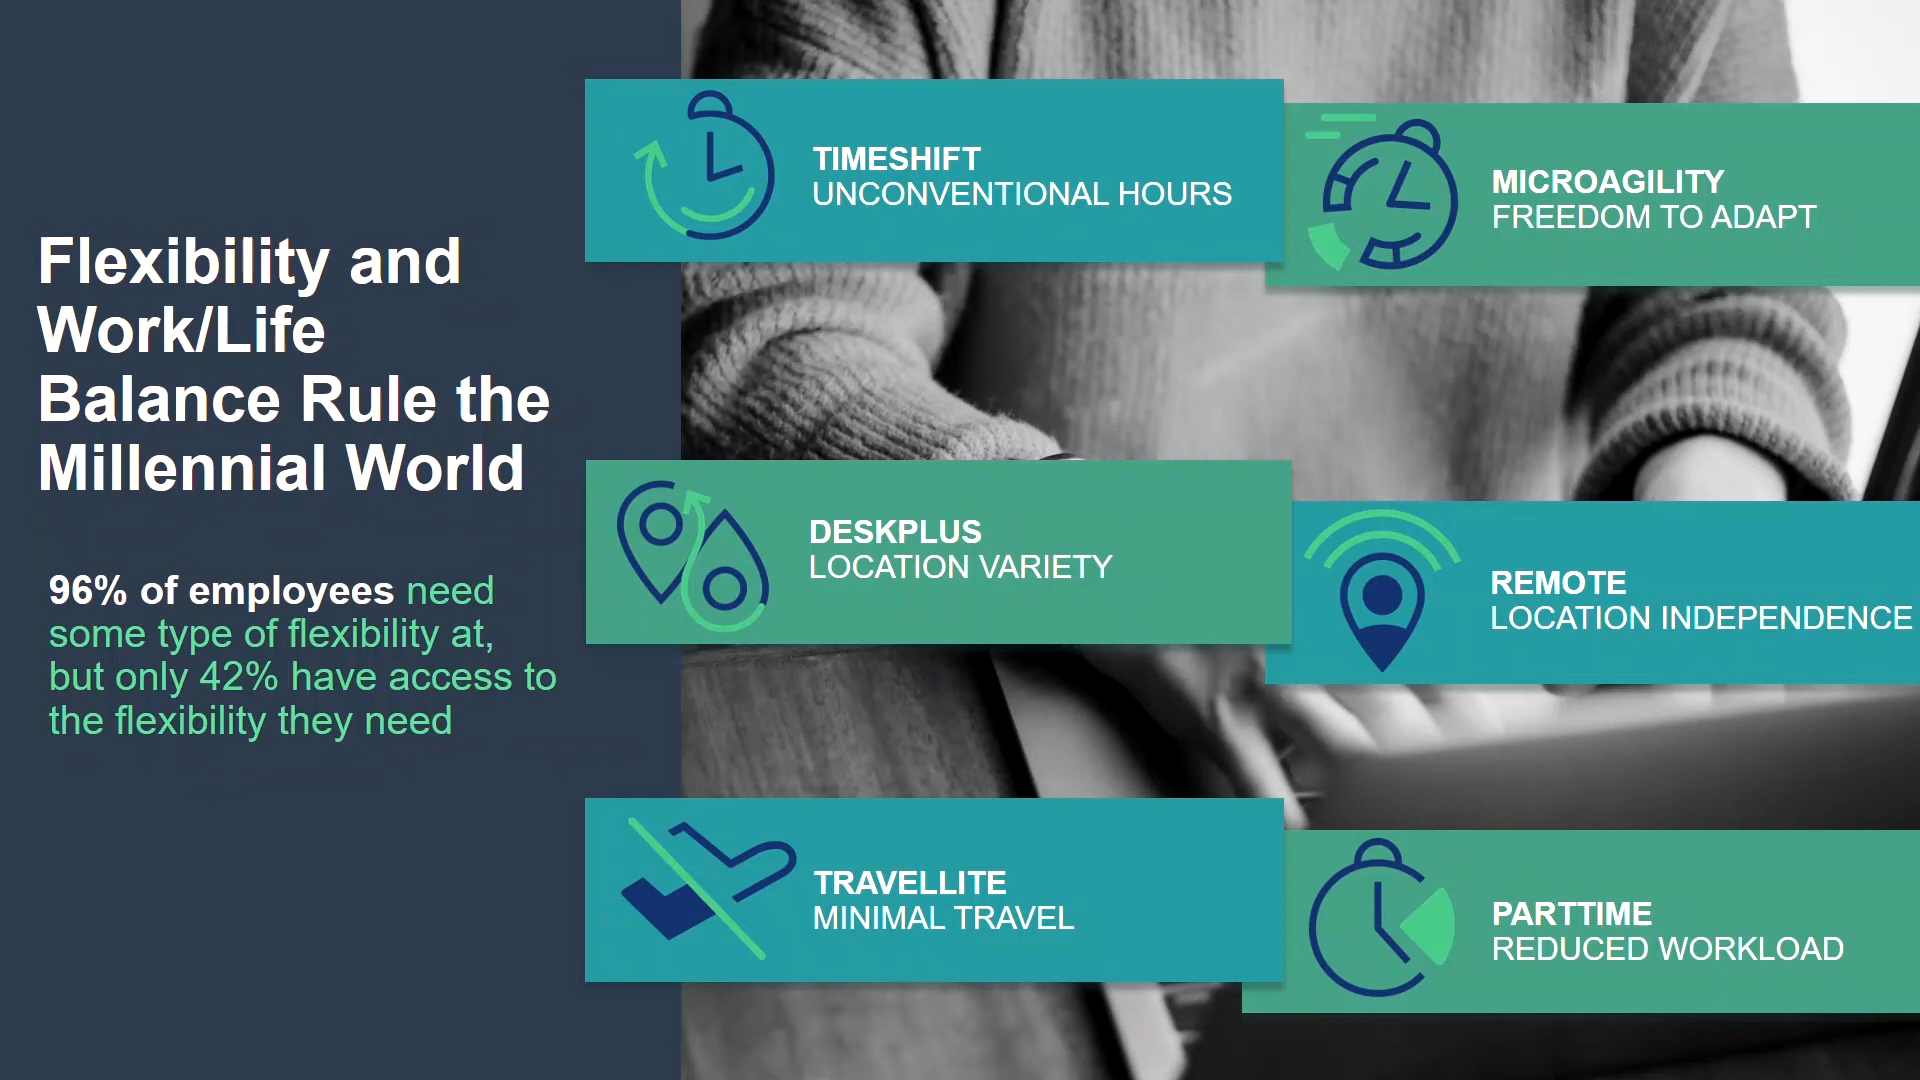 Flexibility and
Work/Life
Balance Rule the
Millennial World
96% of employees need
some type of flexibility at,
but only 42% have access to
the flexibility they need
TIMESHIFT
UNCONVENTIONAL HOURS
MICROAGILITY
FREEDOM TO ADAPT
DESKPLUS
LOCATION VARIETY
REMOTE
LOCATION INDEPENDENCE
TRAVELLITE
MINIMAL TRAVEL
PARTTIME
REDUCED WORKLOAD